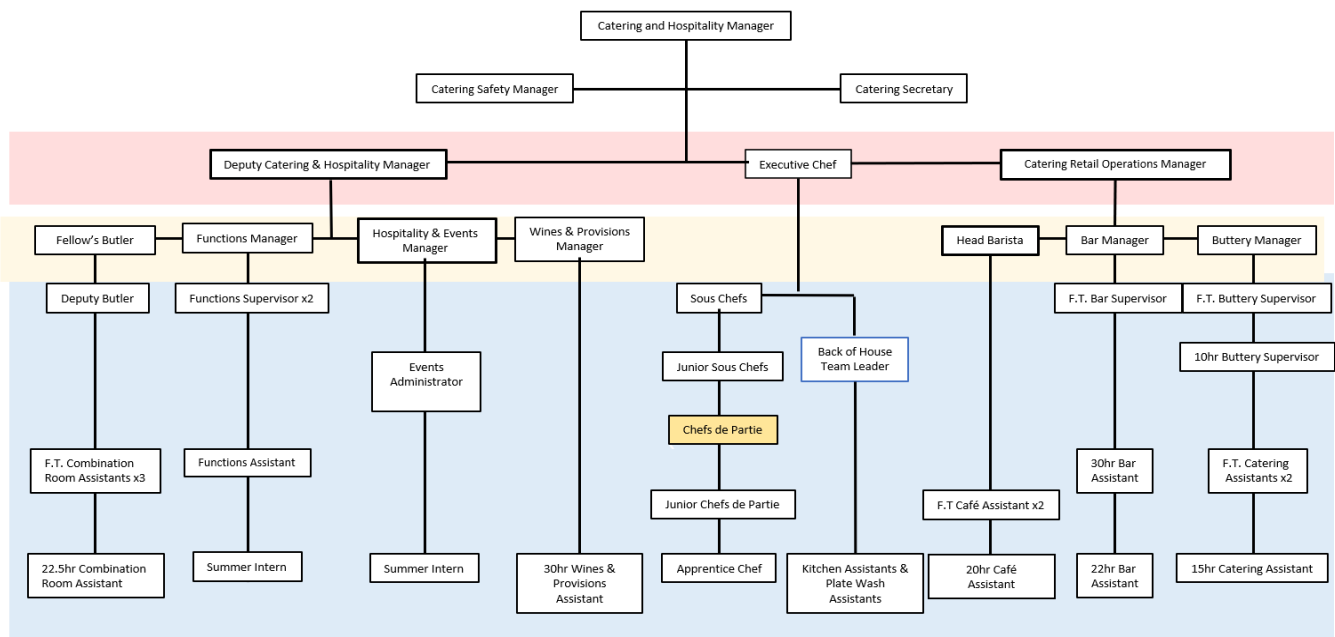 Catering and Hospitality Manager
Catering Safety Manager
Catering Secretary
Deputy Catering & Hospitality Manager
Executive Chef
Catering Retail Operations Manager
Fellow's Butler
Functions Manager
Hospitality & Events
Manager
Wines & Provisions
Manager
Head Barista
Bar Manager
Buttery Manager
Deputy Butler
Functions Supervisor x2
Sous Chefs
F.T. Bar Supervisor
F.T. Buttery Supervisor
Events
Administrator
Junior Sous Chefs
Back of House
Team Leader
10hr Buttery Supervisor
Chefs de Partie
F.T. Combination
Room Assistants x3
Functions Assistant
30hr Bar
Assistant
F.T. Catering
Assistants x2
Junior Chefs de Partie
F.T Café Assistant x2
22.5hr Combination
Room Assistant
Summer Intern
Summer Intern
30hr Wines &
Provisions
Assistant
Apprentice Chef
Kitchen Assistants &
Plate Wash
Assistants
20hr Café
Assistant
22hr Bar
Assistant
15hr Catering Assistant